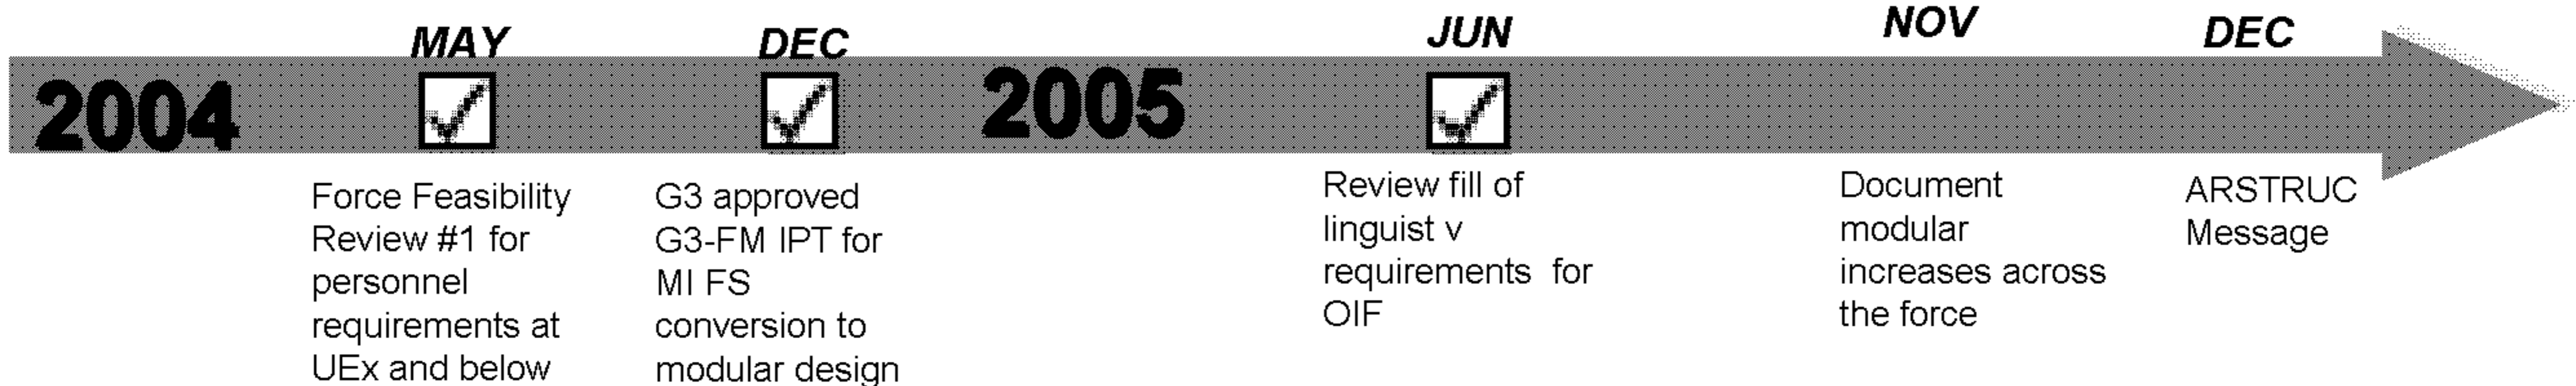 MAY
DEC
JUN
NOV
DEC
2004
2005
Force Feasibility
Review #1 for
personnel
requirements at
UEx and below
G3 approved
G3-FM IPT for
MI FS
conversion to
modular design
Review fill of
linguist v
requirements for
OIF
Document
modular
increases across
the force
ARSTRUC
Message